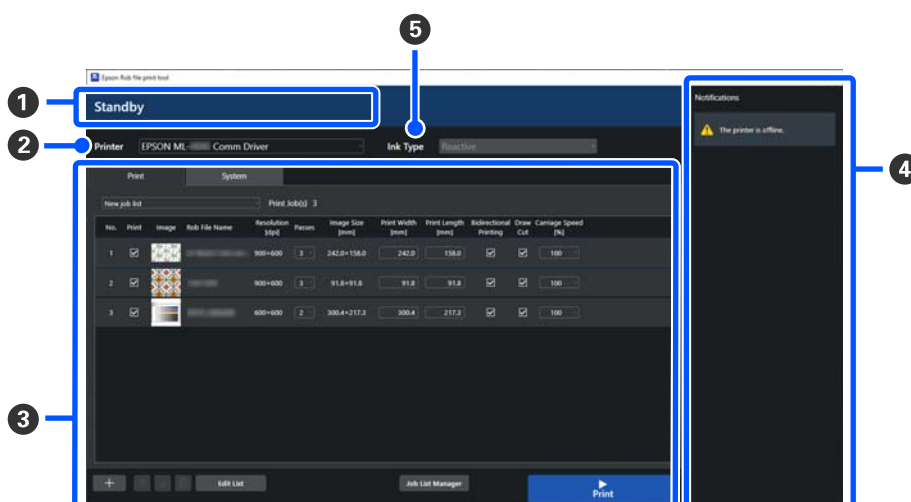 5
Epson Rob file print tool
1 Standby
Notifications
The printer is offline.
2 Printer EPSON ML- Comm Driver Ink Type Reactive
4
Print System
New job list Print Job(s) 3
No. Print Image Rob File Name Resolution [dpi] Passes Image Size [mm] Print Width [mm] Print Length [mm] Bidirectional Printing Draw Cut Carriage Speed [%]
1 900×600 3 242.0×158.0 242.0 158.0 100
2 900×600 3 91.8×91.8 91.8 91.8 100
3 600×600 2 300.4×217.3 300.4 217.3 100
3
+ Edit List Job List Manager Print